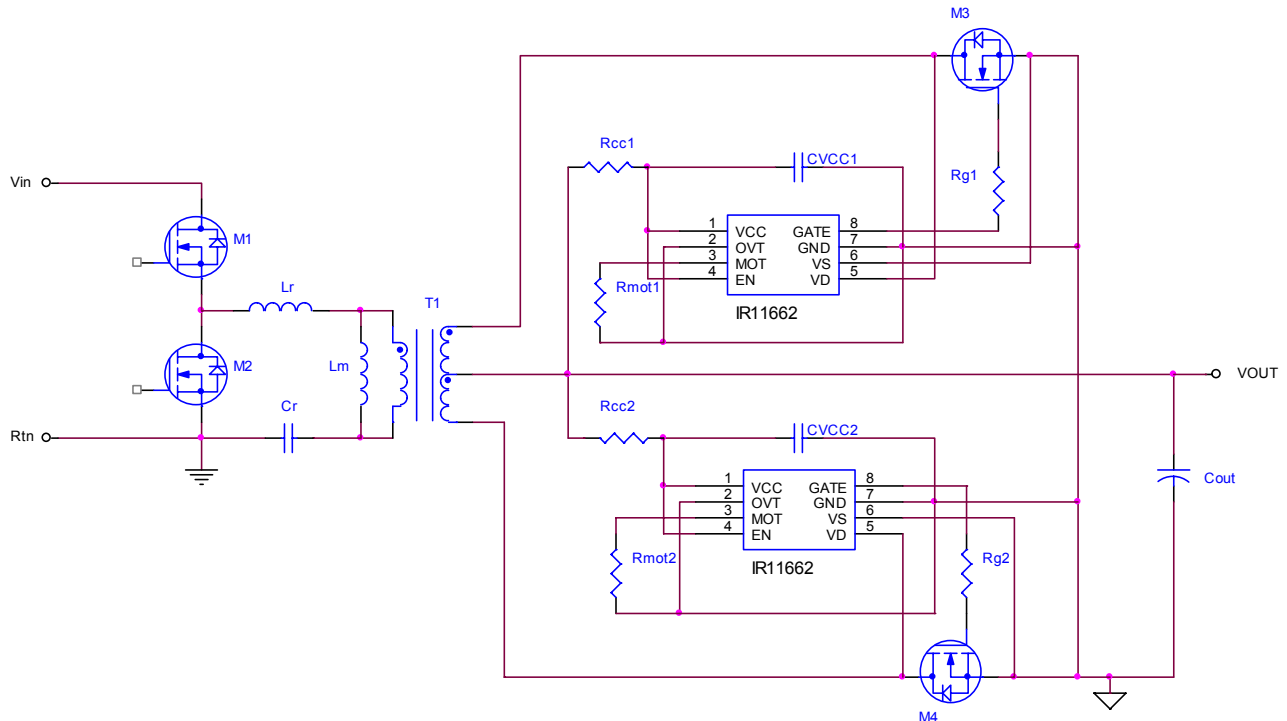 M3
Rcc1
CVCC1
Rg1
Vin
M1
1 VCC GATE 8
2 OVT GND 7
3 MOT VS 6
4 EN VD 5
Rmot1
IR11662
Lr
T1
M2
Lm
VOUT
Rcc2
CVCC2
Cr
Rtn
1 VCC GATE 8
2 OVT GND 7
3 MOT VS 6
4 EN VD 5
Cout
Rmot2
Rg2
IR11662
M4